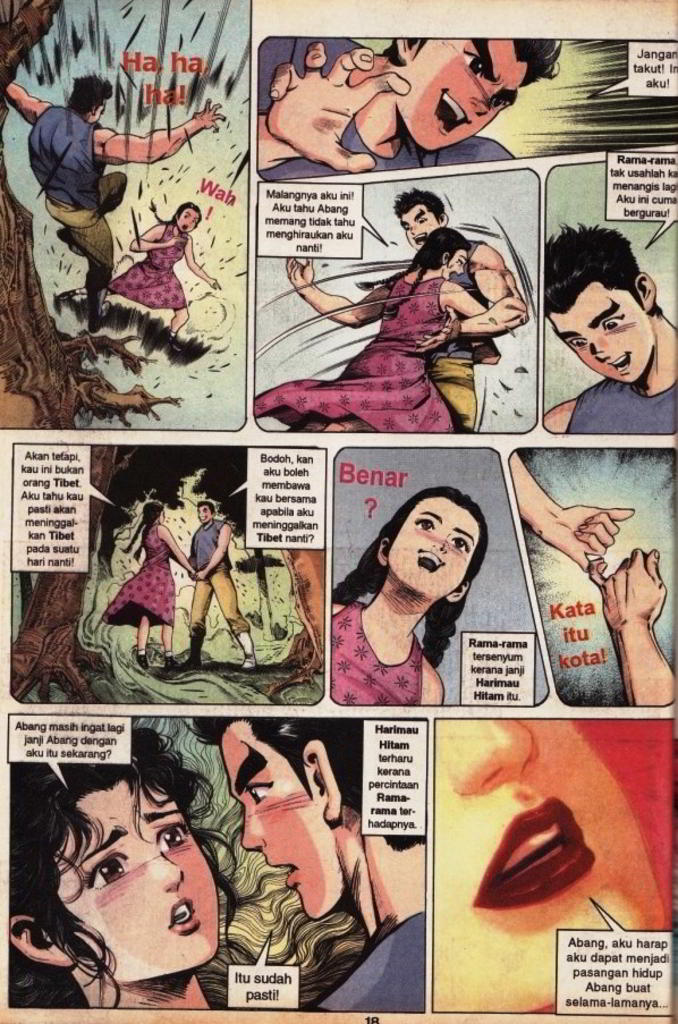 Ha, ha,
ha!
Wah
!
Jangan
takut! Ini
aku!
Malangnya aku ini!
Aku tahu Abang
memang tidak tahu
menghiraukan aku
nanti!
Rama-rama,
tak usahlah ka
menangis lagi
Aku ini cuma
bergurau!
Akan tetapi,
kau ini bukan
orang Tibet.
Aku tahu kau
pasti akan
meninggal-
kan Tibet
pada suatu
hari nanti!
Bodoh, kan
aku boleh
membawa
kau bersama
apabila aku
meninggalkan
Tibet nanti?
Benar
?
Rama-rama
tersenyum
kerana janji
Harimau
Hitam itu.
Kata
itu
kota!
Abang masih ingat lagi
janji Abang dengan
aku itu sekarang?
Harimau
Hitam
terharu
kerana
percintaan
Rama-
rama ter-
hadapnya.
Itu sudah
pasti!
Abang, aku harap
aku dapat menjadi
pasangan hidup
Abang buat
selama-lamanya...
18